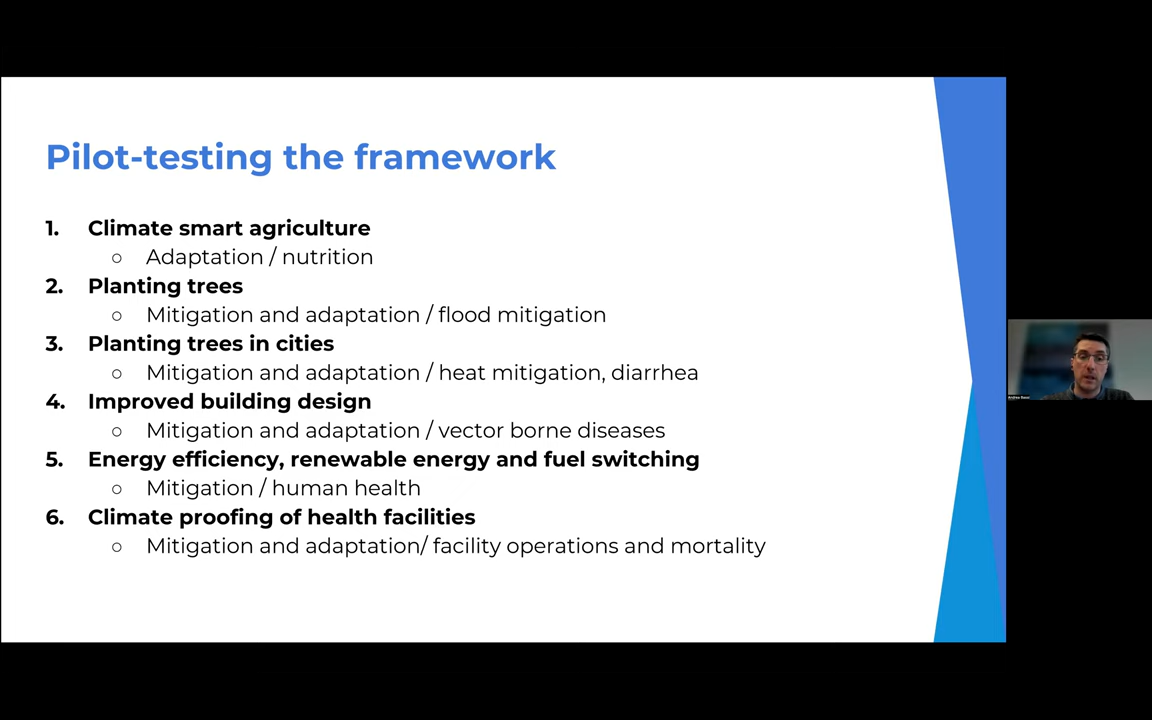 Pilot-testing the framework
1. Climate smart agriculture
○ Adaptation / nutrition
2. Planting trees
○ Mitigation and adaptation / flood mitigation
3. Planting trees in cities
○ Mitigation and adaptation / heat mitigation, diarrhea
4. Improved building design
○ Mitigation and adaptation / vector borne diseases
5. Energy efficiency, renewable energy and fuel switching
○ Mitigation / human health
6. Climate proofing of health facilities
○ Mitigation and adaptation/ facility operations and mortality
Andrew